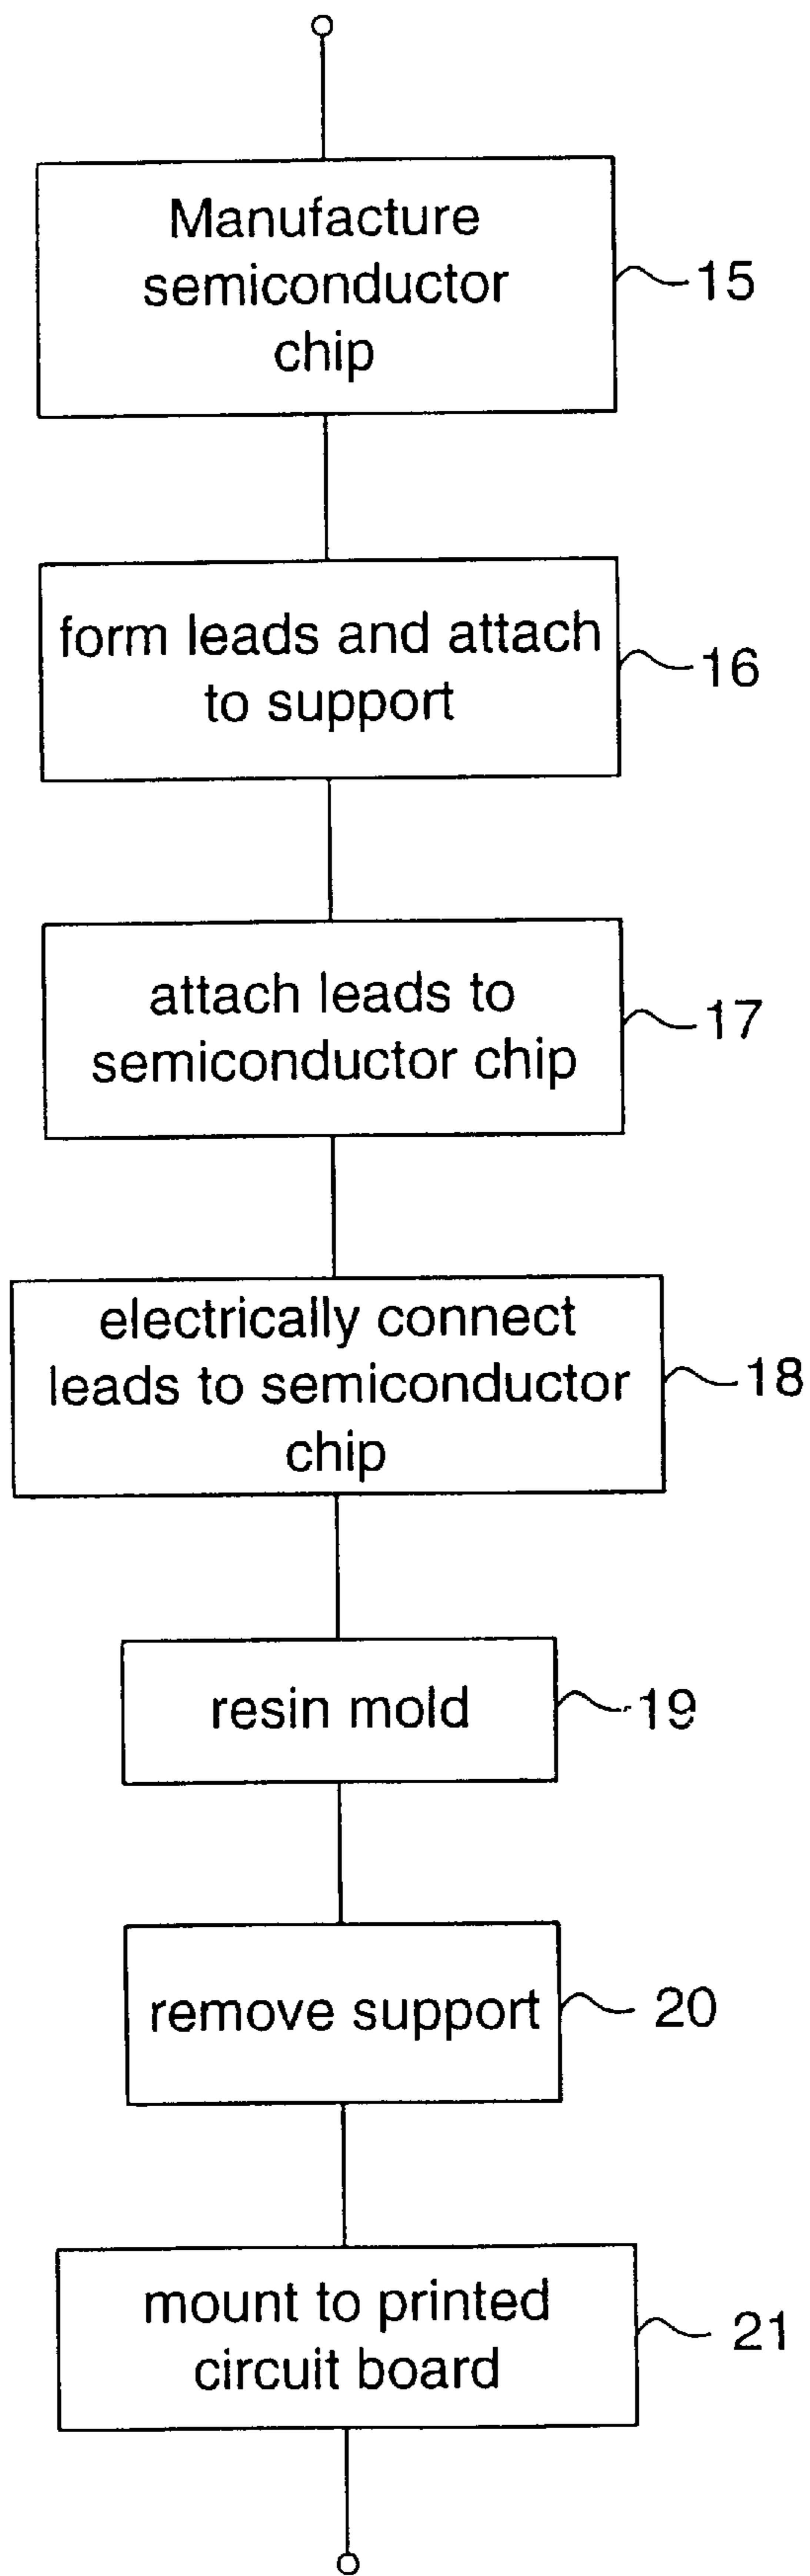 Manufacture
semiconductor
chip
15
form leads and attach
to support
16
attach leads to
semiconductor chip
17
electrically connect
leads to semiconductor
chip
18
resin mold
19
remove support
20
mount to printed
circuit board
21